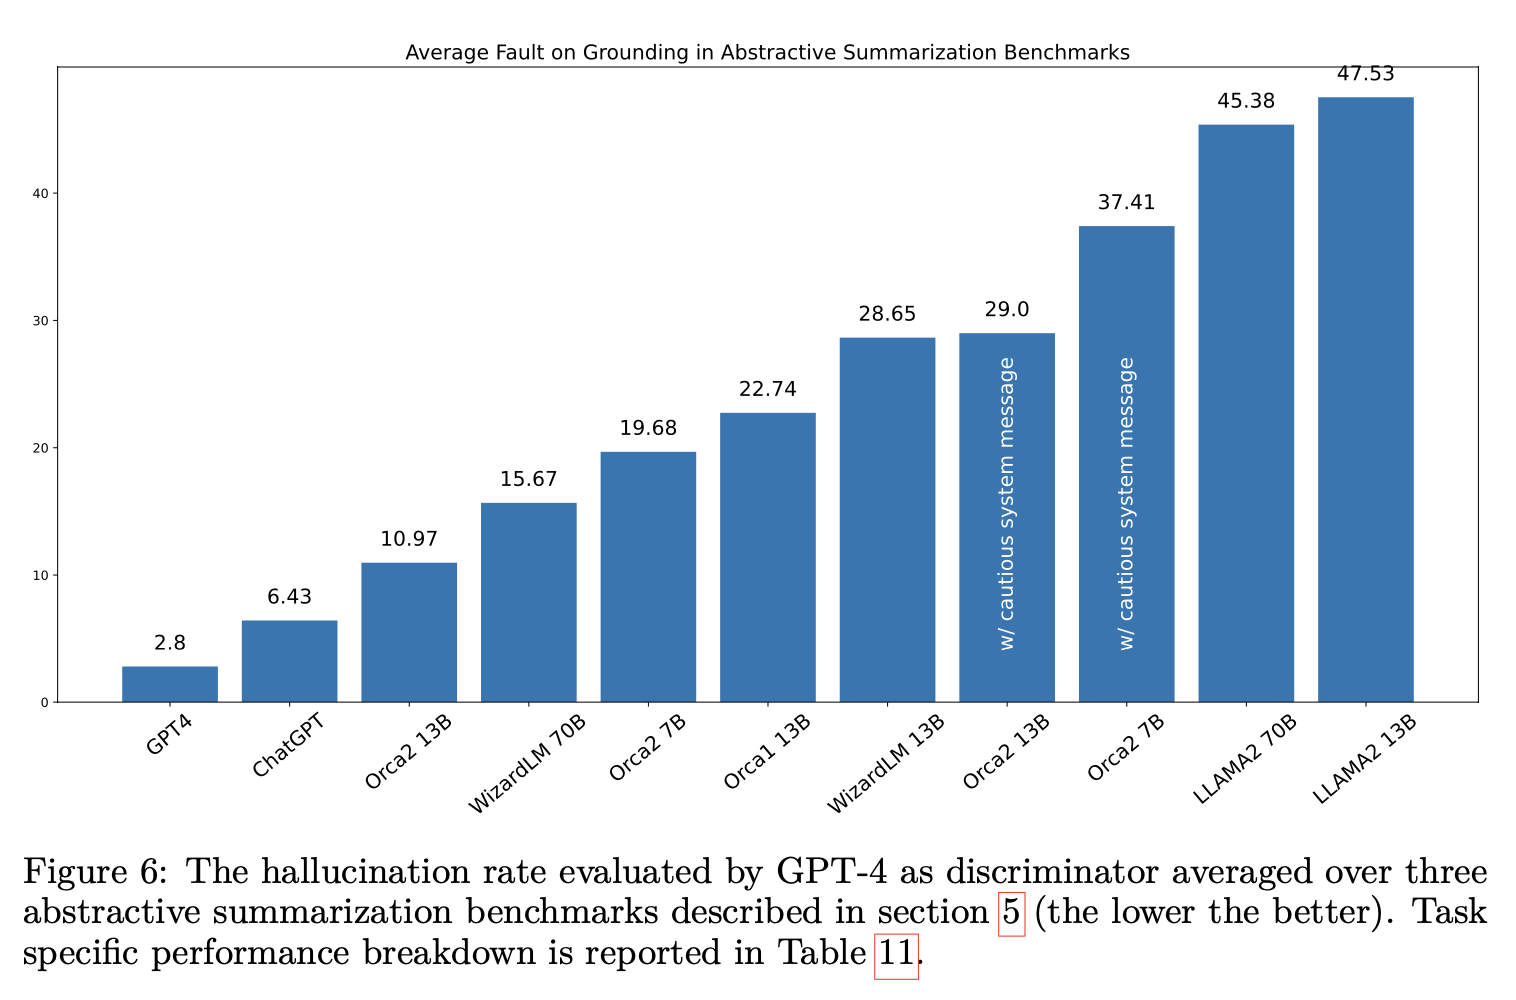 Average Fault on Grounding in Abstractive Summarization Benchmarks
47.53
45.38
40
37.41
30
29.0
28.65
22.74
20
19.68
15.67
10.97
10
6.43
2.8
0
w/ cautious system message
w/ cautious system message
GPT4
ChatGPT
Orca2 13B
WizardLM 70B
Orca2 7B
Orca1 13B
WizardLM 13B
Orca2 13B
Orca2 7B
LLAMA2 70B
LLAMA2 13B
Figure 6: The hallucination rate evaluated by GPT-4 as discriminator averaged over three
abstractive summarization benchmarks described in section 5 (the lower the better). Task
specific performance breakdown is reported in Table 11.